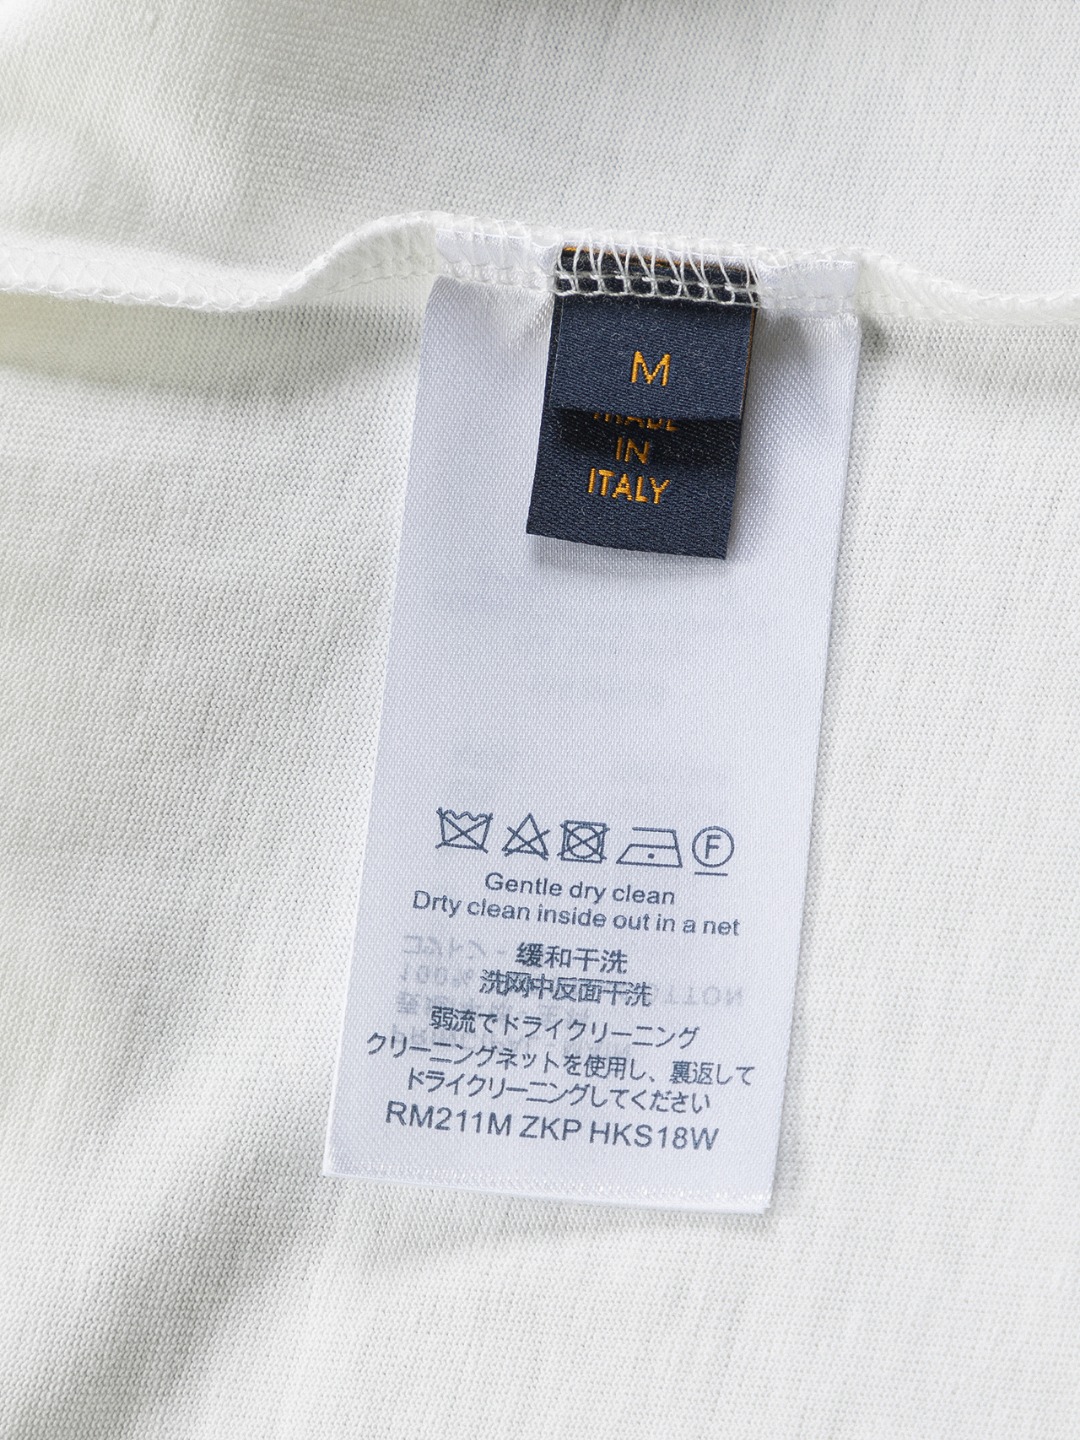 M
MADE
IN
ITALY
F
Gentle dry clean
Drty clean inside out in a net
缓和干洗
洗网中反面干洗
弱流でドライクリーニング
クリーニングネットを使用し、裏返して
ドライクリーニングしてください
RM211M ZKP HKS18W